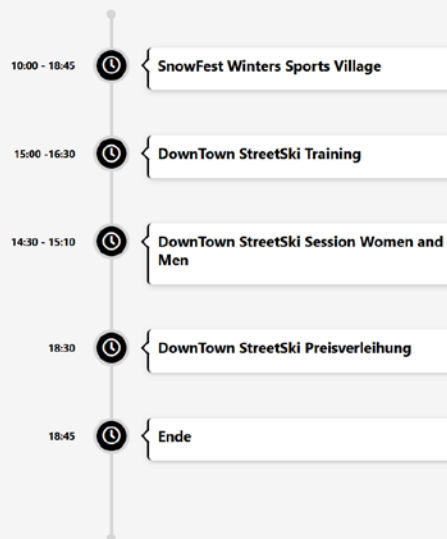 10:00 - 18:45
SnowFest Winters Sports Village
15:00 -16:30
DownTown StreetSki Training
14:30 - 15:10
DownTown StreetSki Session Women and
Men
18:30
DownTown StreetSki Preisverleihung
18:45
Ende